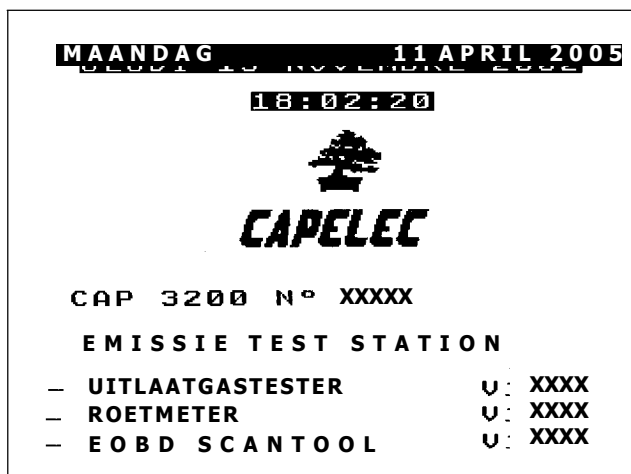 MAANDAG 11 APRIL 2005
18:02:20
CAPELEC
CAP 3200 Nº XXXXX
EMISSIE TEST STATION
– UITLAATGASTESTER V: XXXX
– ROETMETER V: XXXX
– EOBD SCANTOOL V: XXXX